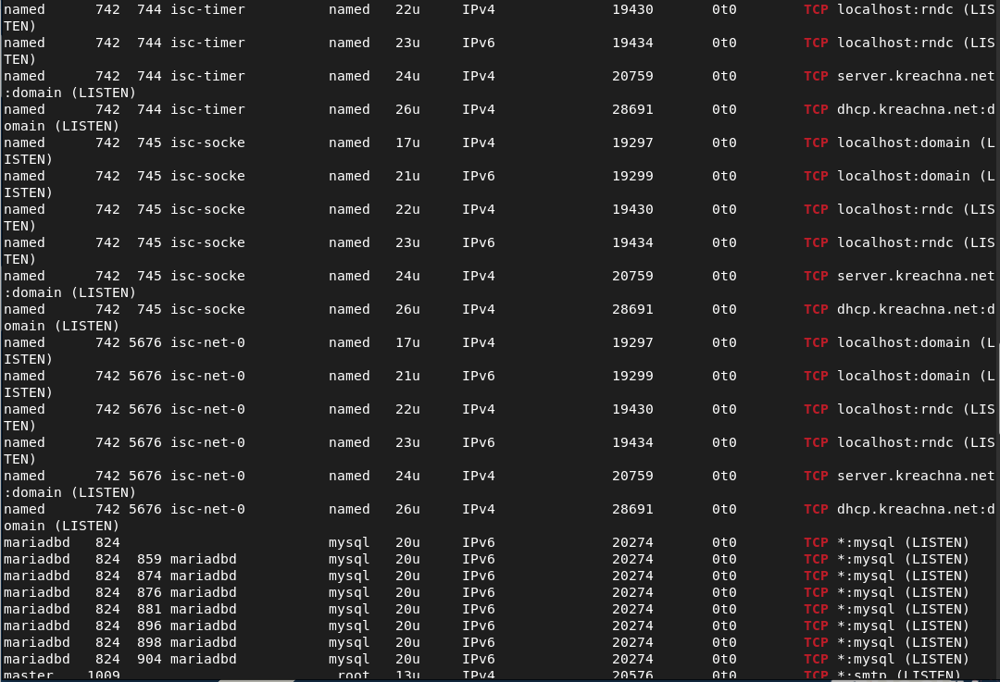 named 742 744 isc-timer named 22u IPv4 19430 0t0 TCP localhost:rndc (LIS
TEN)
named 742 744 isc-timer named 23u IPv6 19434 0t0 TCP localhost:rndc (LIS
TEN)
named 742 744 isc-timer named 24u IPv4 20759 0t0 TCP server.kreachna.net
:domain (LISTEN)
named 742 744 isc-timer named 26u IPv4 28691 0t0 TCP dhcp.kreachna.net:d
omain (LISTEN)
named 742 745 isc-socke named 17u IPv4 19297 0t0 TCP localhost:domain (L
ISTEN)
named 742 745 isc-socke named 21u IPv6 19299 0t0 TCP localhost:domain (L
ISTEN)
named 742 745 isc-socke named 22u IPv4 19430 0t0 TCP localhost:rndc (LIS
TEN)
named 742 745 isc-socke named 23u IPv6 19434 0t0 TCP localhost:rndc (LIS
TEN)
named 742 745 isc-socke named 24u IPv4 20759 0t0 TCP server.kreachna.net
:domain (LISTEN)
named 742 745 isc-socke named 26u IPv4 28691 0t0 TCP dhcp.kreachna.net:d
omain (LISTEN)
named 742 5676 isc-net-0 named 17u IPv4 19297 0t0 TCP localhost:domain (L
ISTEN)
named 742 5676 isc-net-0 named 21u IPv6 19299 0t0 TCP localhost:domain (L
ISTEN)
named 742 5676 isc-net-0 named 22u IPv4 19430 0t0 TCP localhost:rndc (LIS
TEN)
named 742 5676 isc-net-0 named 23u IPv6 19434 0t0 TCP localhost:rndc (LIS
TEN)
named 742 5676 isc-net-0 named 24u IPv4 20759 0t0 TCP server.kreachna.net
:domain (LISTEN)
named 742 5676 isc-net-0 named 26u IPv4 28691 0t0 TCP dhcp.kreachna.net:d
omain (LISTEN)
mariadbd 824 mysql 20u IPv6 20274 0t0 TCP *:mysql (LISTEN)
mariadbd 824 859 mariadbd mysql 20u IPv6 20274 0t0 TCP *:mysql (LISTEN)
mariadbd 824 874 mariadbd mysql 20u IPv6 20274 0t0 TCP *:mysql (LISTEN)
mariadbd 824 876 mariadbd mysql 20u IPv6 20274 0t0 TCP *:mysql (LISTEN)
mariadbd 824 881 mariadbd mysql 20u IPv6 20274 0t0 TCP *:mysql (LISTEN)
mariadbd 824 896 mariadbd mysql 20u IPv6 20274 0t0 TCP *:mysql (LISTEN)
mariadbd 824 898 mariadbd mysql 20u IPv6 20274 0t0 TCP *:mysql (LISTEN)
mariadbd 824 904 mariadbd mysql 20u IPv6 20274 0t0 TCP *:mysql (LISTEN)
master 1009 root 13u IPv4 20576 0t0 TCP *:smtp (LISTEN)